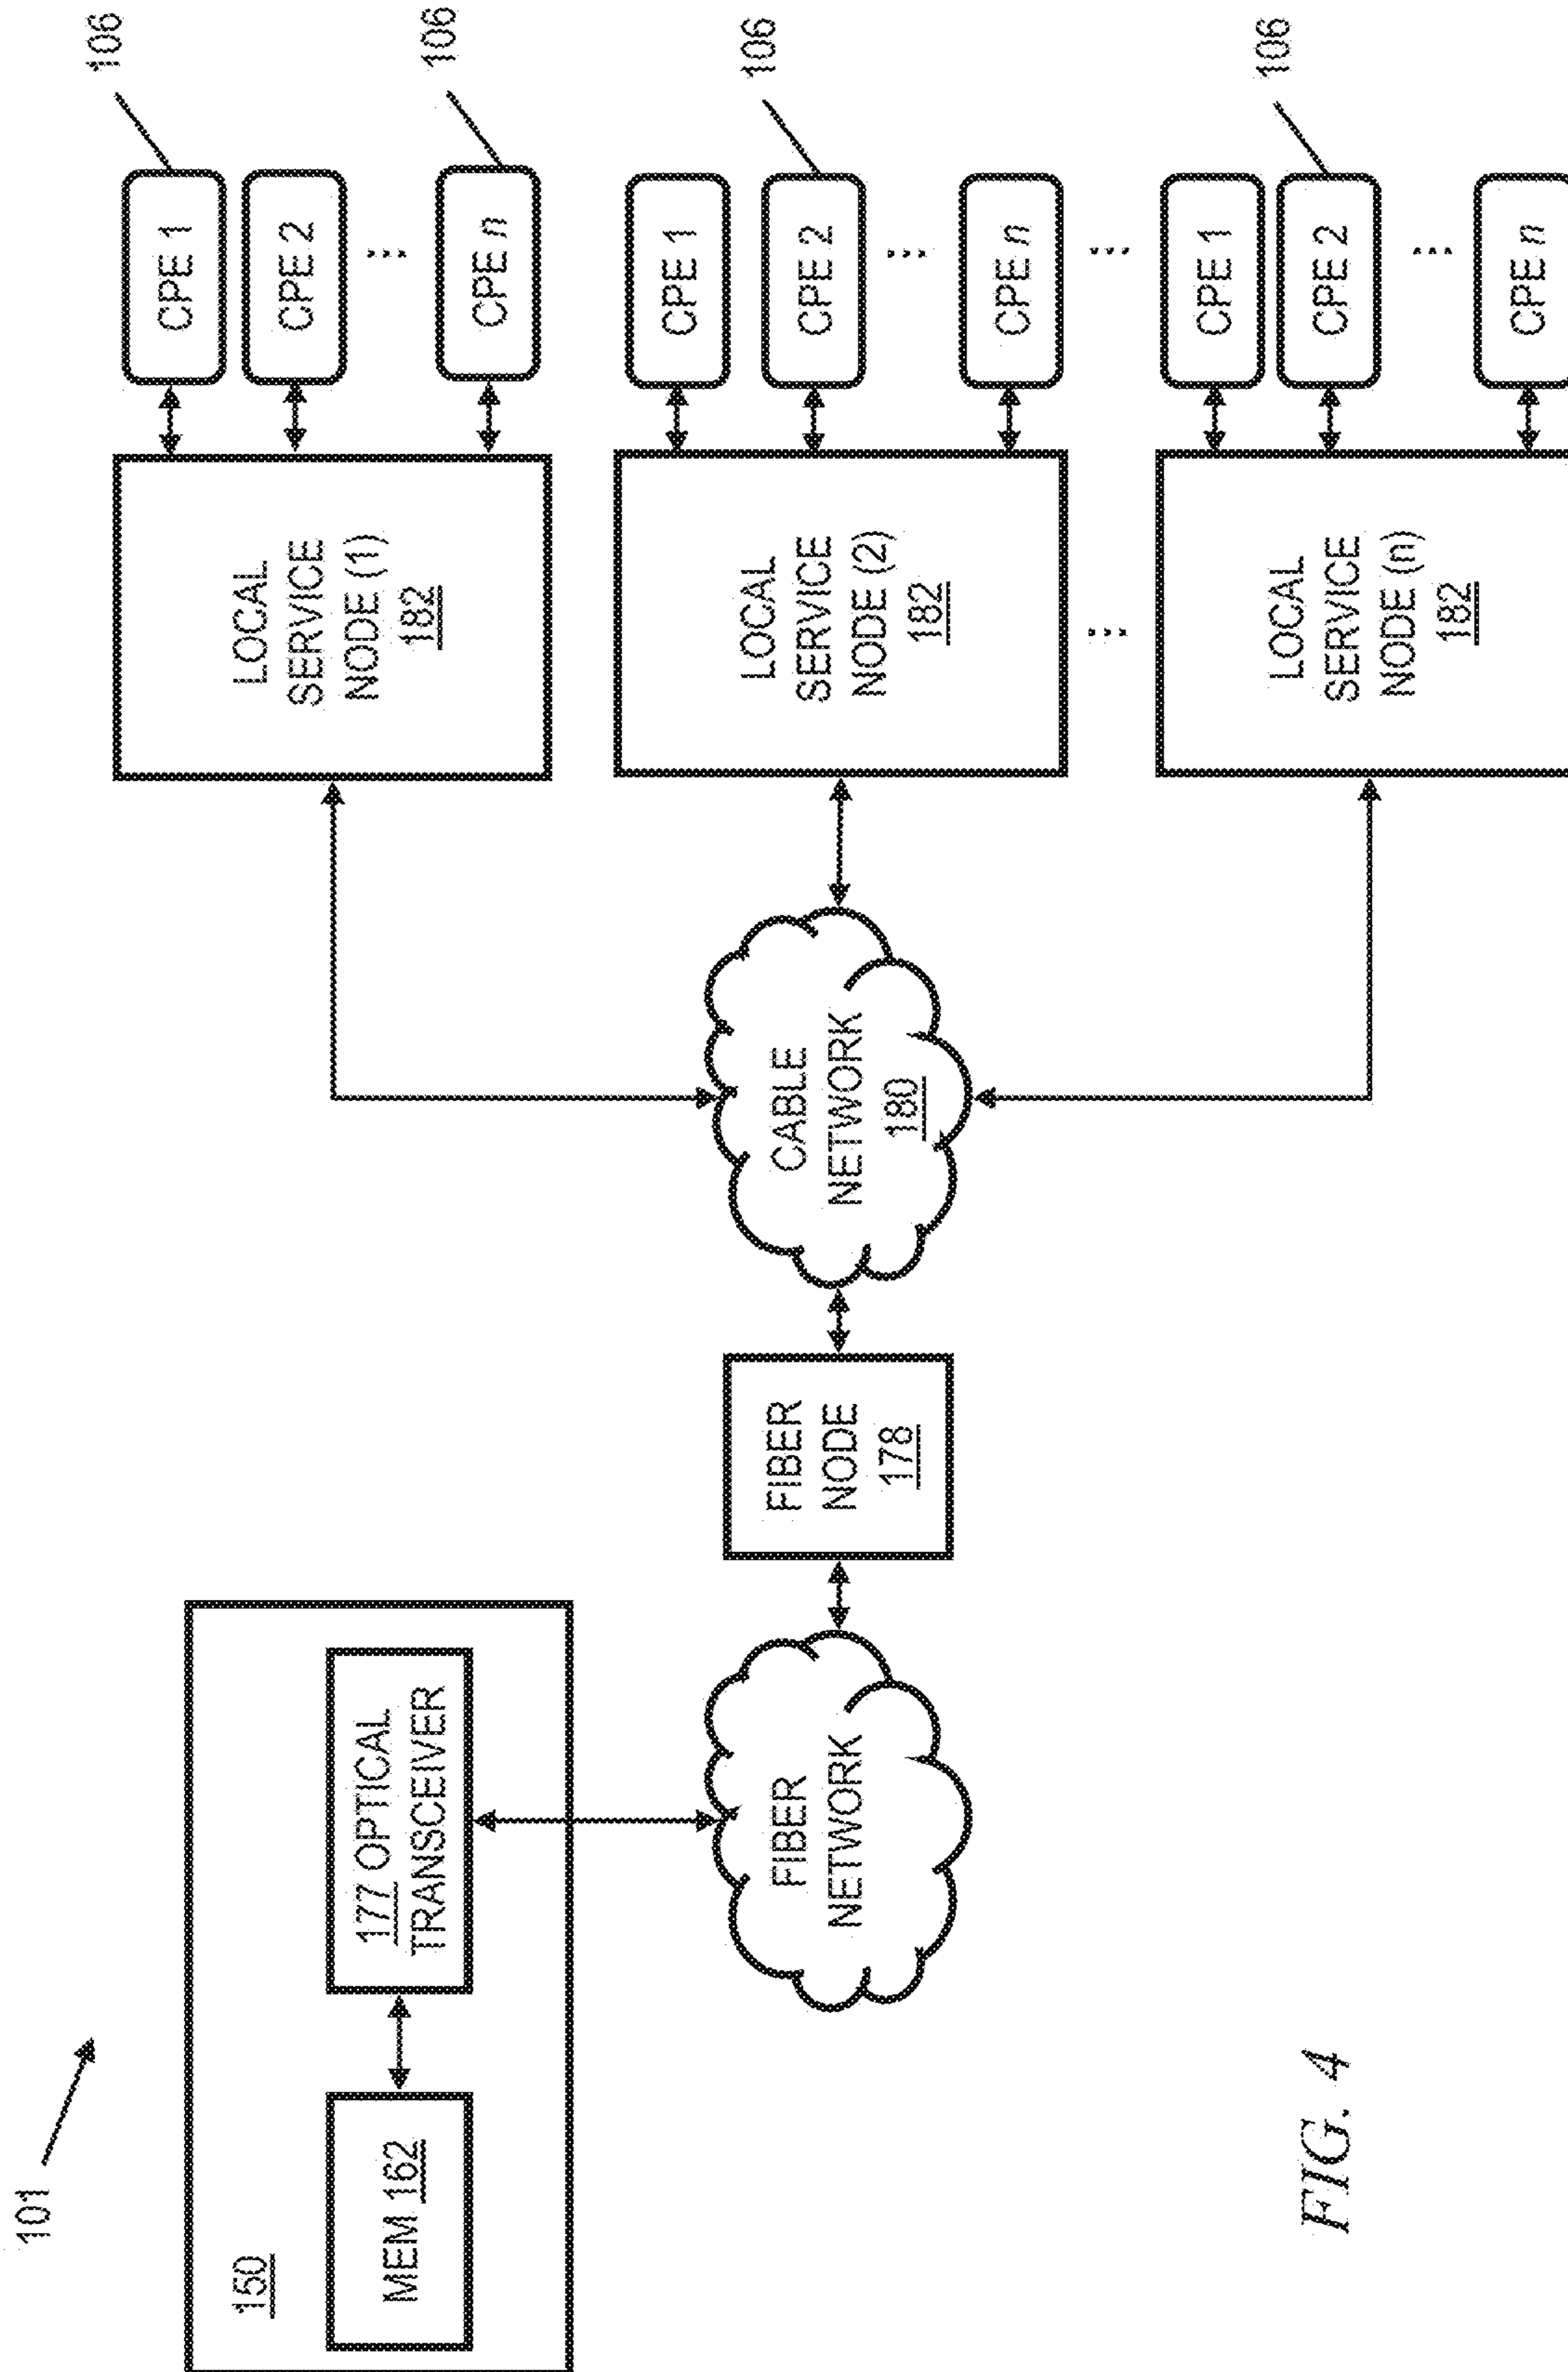 101
150
MEM 162
177 OPTICAL
TRANSCEIVER
FIBER
NETWORK
FIBER
NODE
178
CABLE
NETWORK
180
LOCAL
SERVICE
NODE (1)
182
CPE 1
CPE 2
...
CPE n
106
106
LOCAL
SERVICE
NODE (2)
182
CPE 1
CPE 2
...
CPE n
106
...
...
LOCAL
SERVICE
NODE (n)
182
CPE 1
CPE 2
...
CPE n
106
FIG. 4